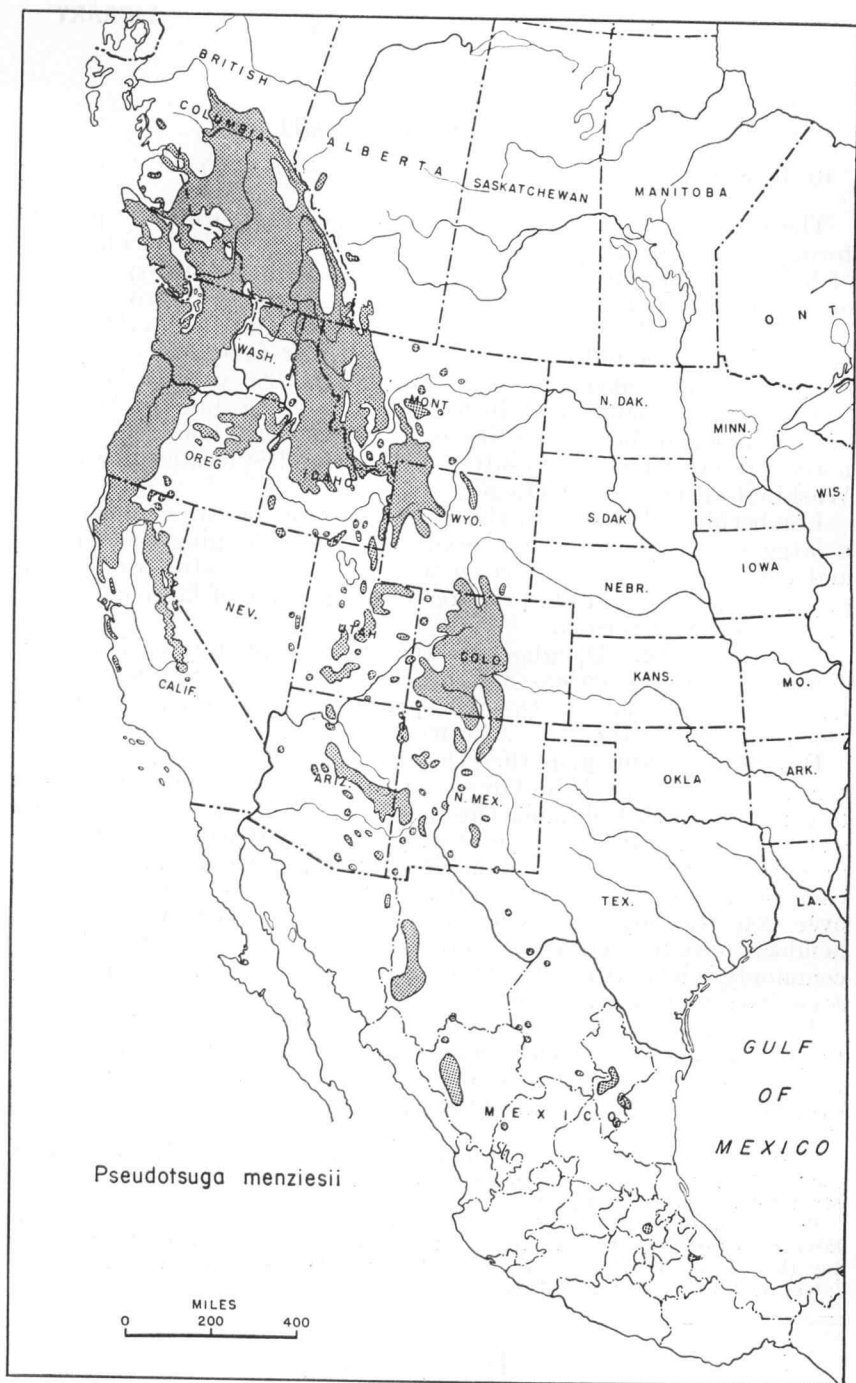 BRITISH
COLUMBIA
ALBERTA
SASKATCHEWAN
MANITOBA
ONT
WASH.
MONT
N. DAK.
MINN.
OREG
IDAHO
WYO.
S. DAK
WIS.
NEBR.
IOWA
NEV.
UTAH
COLO.
KANS.
MO.
CALIF.
ARIZ.
N. MEX.
OKLA
ARK.
TEX.
LA.
GULF
OF
MEXICO
MEXICO
Pseudotsuga menziesii
MILES
0 200 400